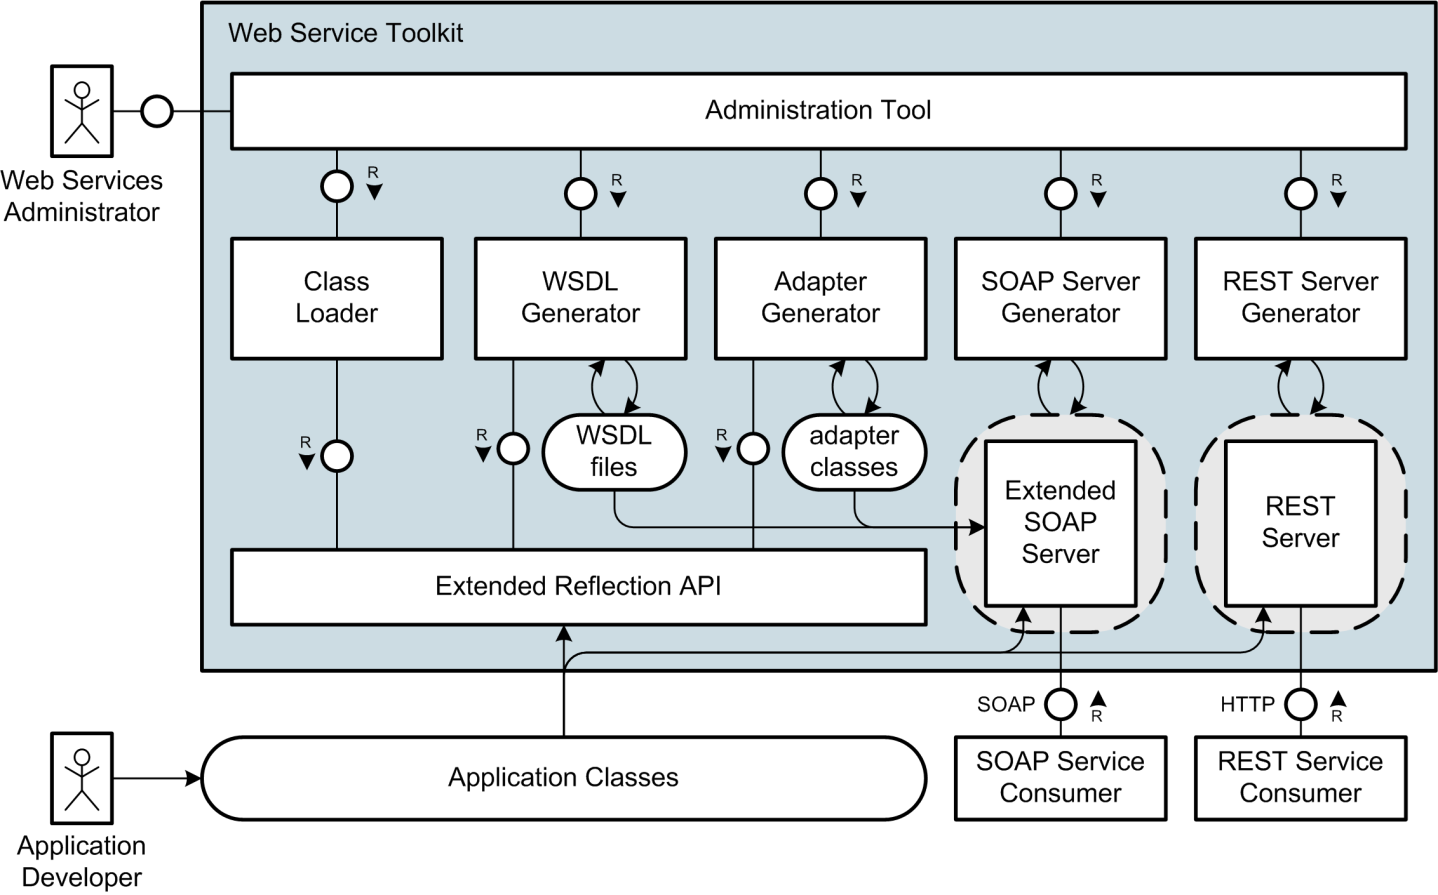 Web Service Toolkit
Administration Tool
Web Services
Administrator
R
R
R
R
R
Class
Loader
WSDL
Generator
Adapter
Generator
SOAP Server
Generator
REST Server
Generator
R
R
R
WSDL
files
adapter
classes
Extended
SOAP
Server
REST
Server
Extended Reflection API
SOAP
R
HTTP
R
Application Classes
SOAP Service
Consumer
REST Service
Consumer
Application
Developer